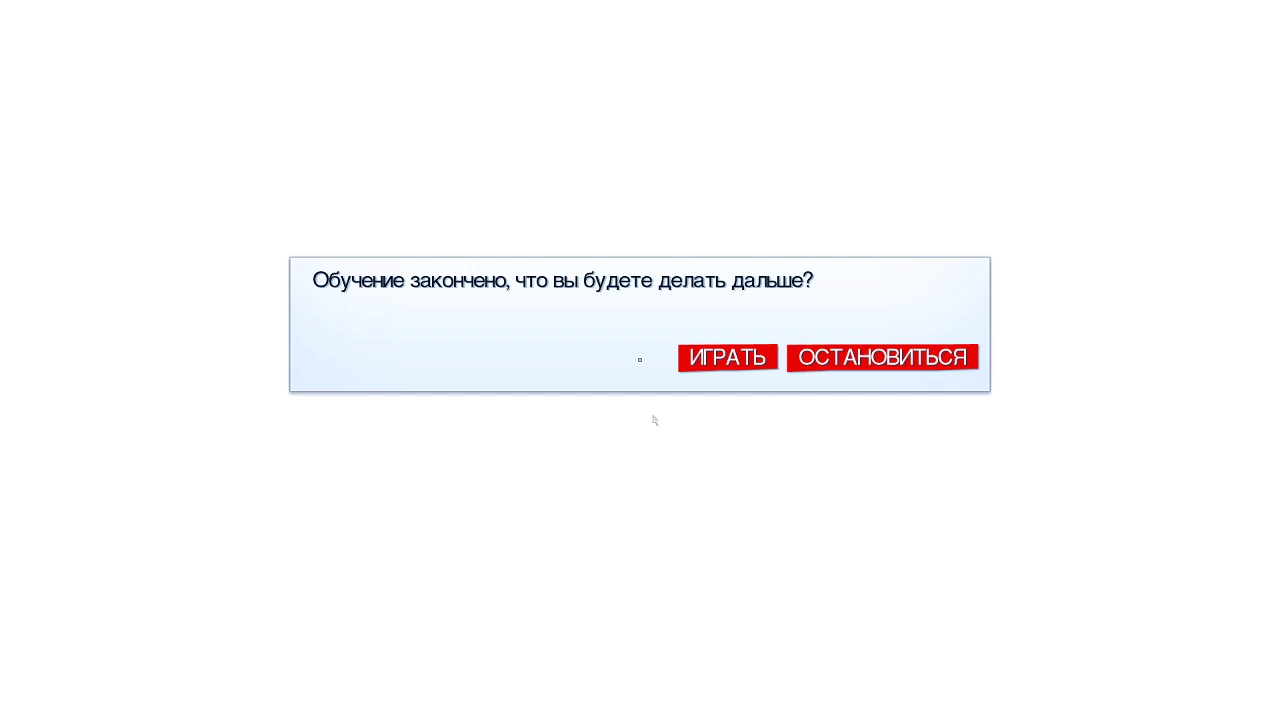 Обучение закончено, что вы будете делать дальше?
ИГРАТЬ ОСТАНОВИТЬСЯ